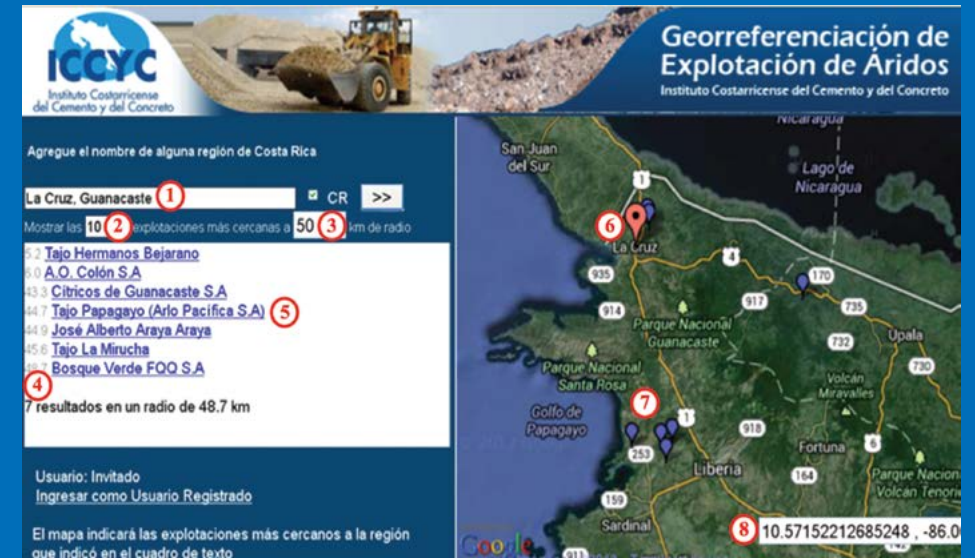 ICCYC
Instituto Costarricense
del Cemento y del Concreto
Georreferenciación de
Explotación de Áridos
Instituto Costarricense del Cemento y del Concreto
Agregue el nombre de alguna región de Costa Rica
La Cruz, Guanacaste 1 CR >>
Mostrar las 10 2 explotaciones más cercanas a 50 3 km de radio
5.2 Tajo Hermanos Bejarano
6.0 A.O. Colón S.A
43.3 Cítricos de Guanacaste S.A
44.7 Tajo Papagayo (Arlo Pacífica S.A) 5
44.9 José Alberto Araya Araya
45.6 Tajo La Mirucha
48.7 Bosque Verde FOQ S.A
4
7 resultados en un radio de 48.7 km
Usuario: Invitado
Ingresar como Usuario Registrado
El mapa indicará las explotaciones más cercanos a la región
que indicó en el cuadro de texto
Nicaragua
San Juan
del Sur
Lago de
Nicaragua
1
6
La Cruz
4
935
170
914
917
735
Parque Nacional
Guanacaste
732
Upala
730
Parque Nacional
Santa Rosa
Volcán
Miravalles
7
Golfo de
Papagayo
1
918
253
Fortuna
6
Liberia
164
Parque Nacion
Volcán Tenorio
159
Sardinal
8 10.57152212685248 , -86.0
Google
911